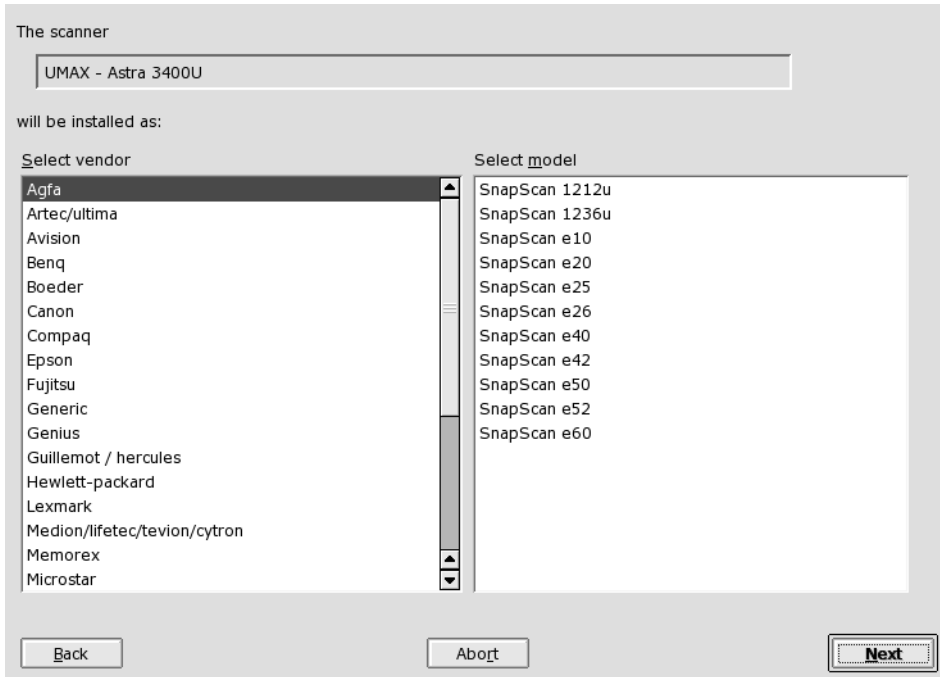 The scanner
UMAX - Astra 3400U
will be installed as:
Select vendor
Agfa
Artec/ultima
Avision
Benq
Boeder
Canon
Compaq
Epson
Fujitsu
Generic
Genius
Guillemot / hercules
Hewlett-packard
Lexmark
Medion/lifetec/tevion/cytron
Memorex
Microstar
Select model
SnapScan 1212u
SnapScan 1236u
SnapScan e10
SnapScan e20
SnapScan e25
SnapScan e26
SnapScan e40
SnapScan e42
SnapScan e50
SnapScan e52
SnapScan e60
Back
Abort
Next